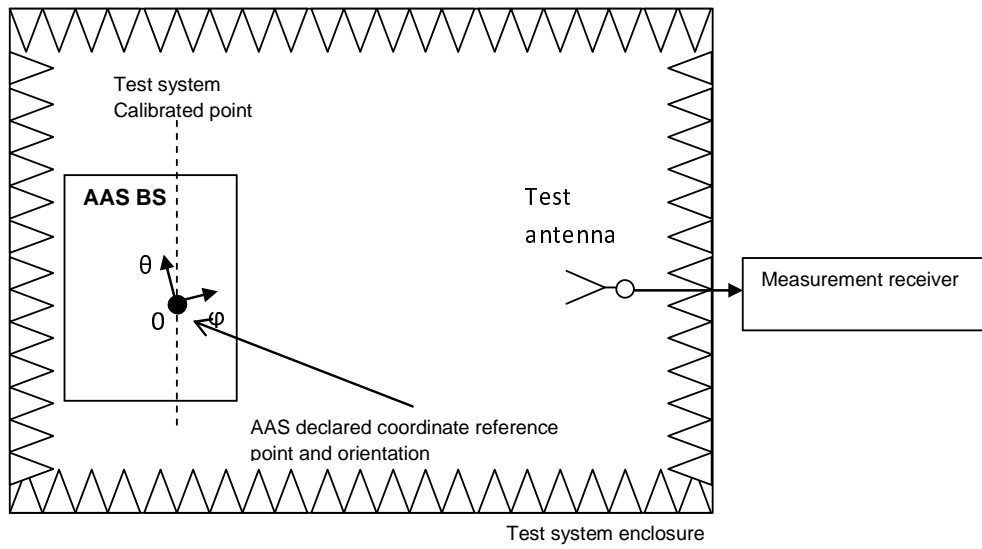 Test system
Calibrated point
AAS BS
Test
antenna
θ
φ
0
Measurement receiver
AAS declared coordinate reference
point and orientation
Test system enclosure